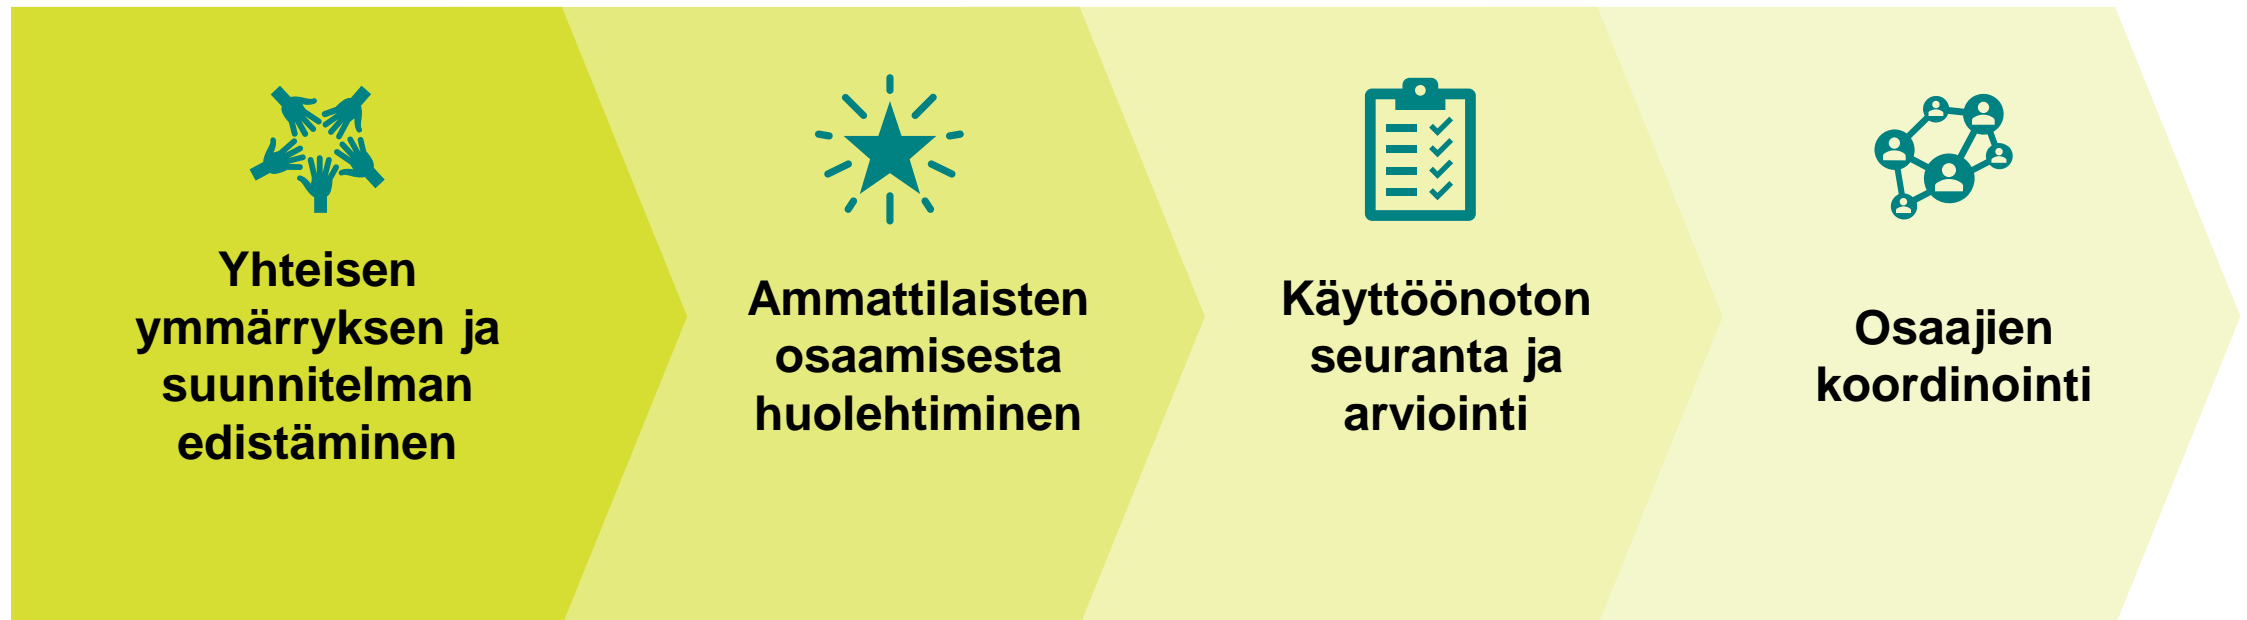 Yhteisen
ymmärryksen ja
suunnitelman
edistäminen
Ammattilaisten
osaamisesta
huolehtiminen
Käyttöönoton
seuranta ja
arviointi
Osaajien
koordinointi